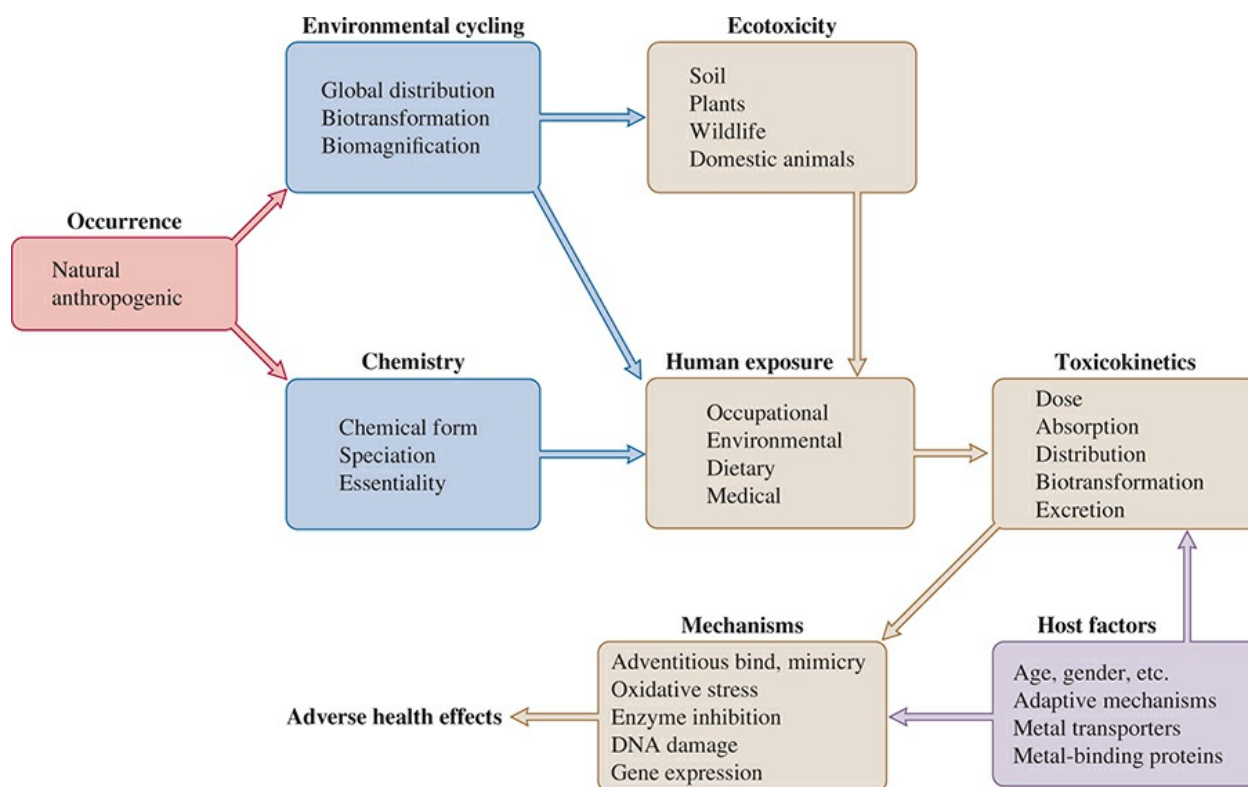 Environmental cycling
Global distribution
Biotransformation
Biomagnification
Ecotoxicity
Soil
Plants
Wildlife
Domestic animals
Occurrence
Natural
anthropogenic
Chemistry
Chemical form
Speciation
Essentiality
Human exposure
Occupational
Environmental
Dietary
Medical
Toxicokinetics
Dose
Absorption
Distribution
Biotransformation
Excretion
Mechanisms
Adventitious bind, mimicry
Oxidative stress
Enzyme inhibition
DNA damage
Gene expression
Host factors
Age, gender, etc.
Adaptive mechanisms
Metal transporters
Metal-binding proteins
Adverse health effects